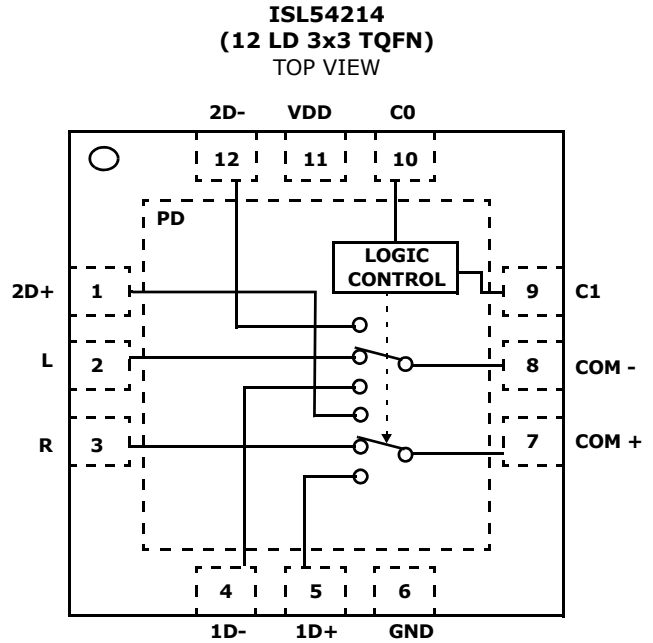 ISL54214
(12 LD 3x3 TQFN)
TOP VIEW
2D- VDD C0
12 11 10
PD
LOGIC
CONTROL
2D+ 1 9 C1
L 2 8 COM -
R 3 7 COM +
4 5 6
1D- 1D+ GND